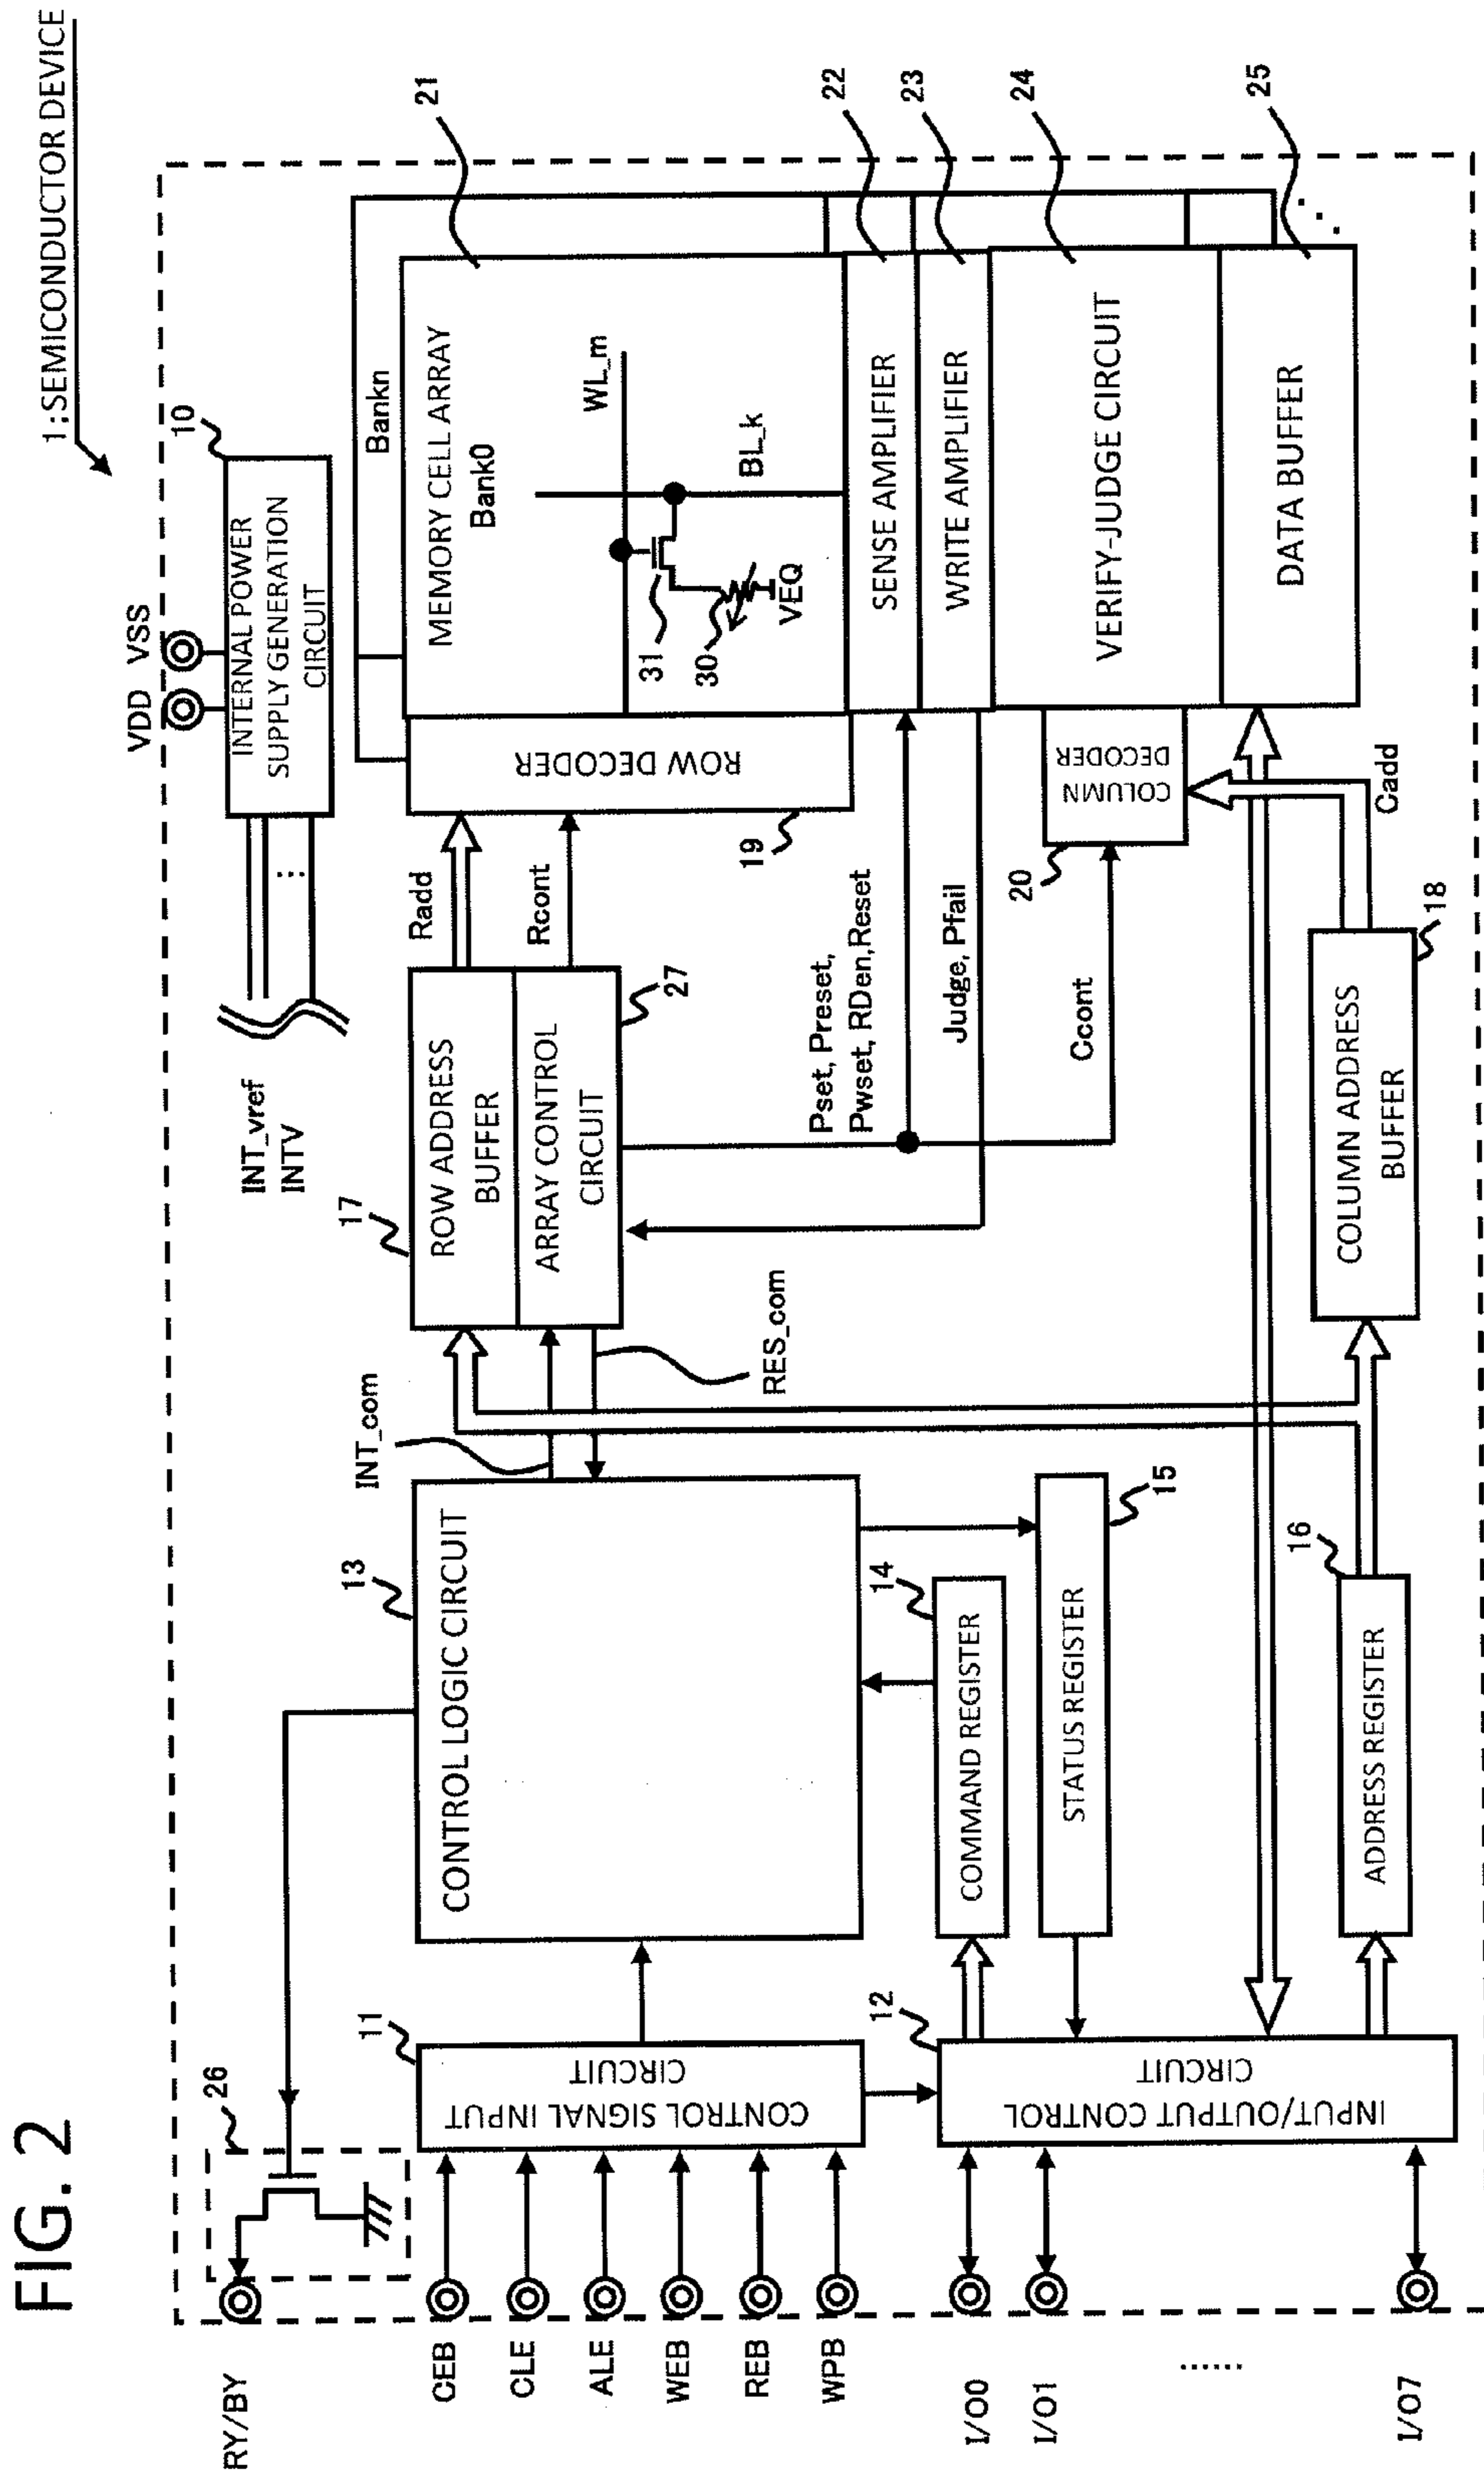 FIG. 2
1:SEMICONDUCTOR DEVICE
RY/BY
26
VDD
VSS
10
INTERNAL POWER
SUPPLY GENERATION
CIRCUIT
INT_vref
INTV
CEB
CLE
ALE
WEB
REB
WPB
11
CONTROL SIGNAL INPUT
CIRCUIT
13
CONTROL LOGIC CIRCUIT
INT_com
RES_com
17
ROW ADDRESS
BUFFER
ARRAY CONTROL
CIRCUIT
27
Radd
Rcont
19
ROW DECODER
Bankn
MEMORY CELL ARRAY
Bank0
WL_m
BL_k
31
30
VEQ
21
SENSE AMPLIFIER
22
WRITE AMPLIFIER
23
VERIFY-JUDGE CIRCUIT
24
DATA BUFFER
25
Pset, Preset,
Pwset, RDen,Reset
Judge, Pfail
Ccont
20
COLUMN
DECODER
Cadd
I/O0
I/O1
......
I/O7
12
INPUT/OUTPUT CONTROL
CIRCUIT
14
COMMAND REGISTER
STATUS REGISTER
15
16
ADDRESS REGISTER
COLUMN ADDRESS
BUFFER
18